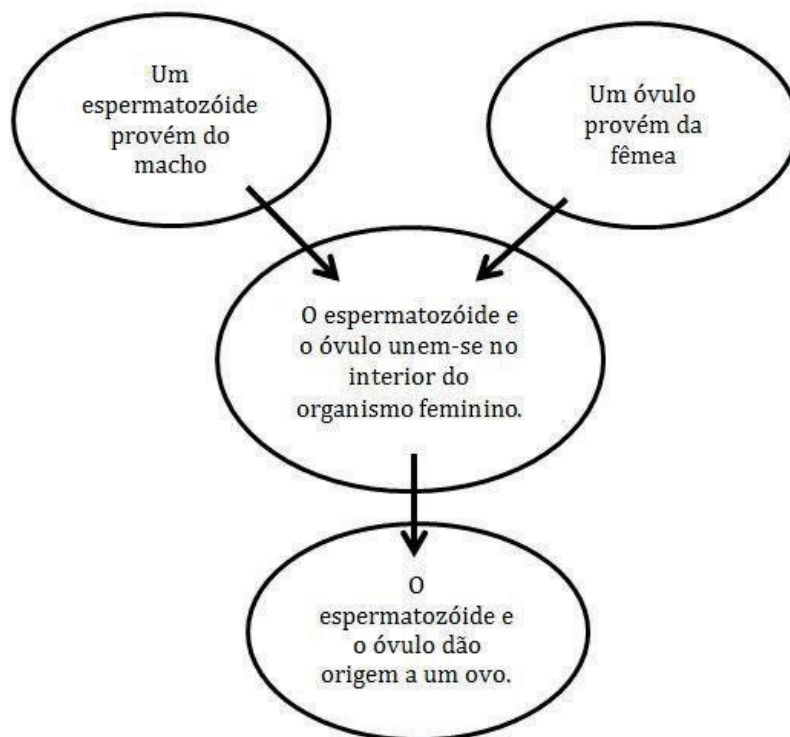 Um
espermatozóide
provém do
macho
Um óvulo
provém da
fêmea
O espermatozóide e
o óvulo unem-se no
interior do
organismo feminino.
O
espermatozóide e
o óvulo dão
origem a um ovo.